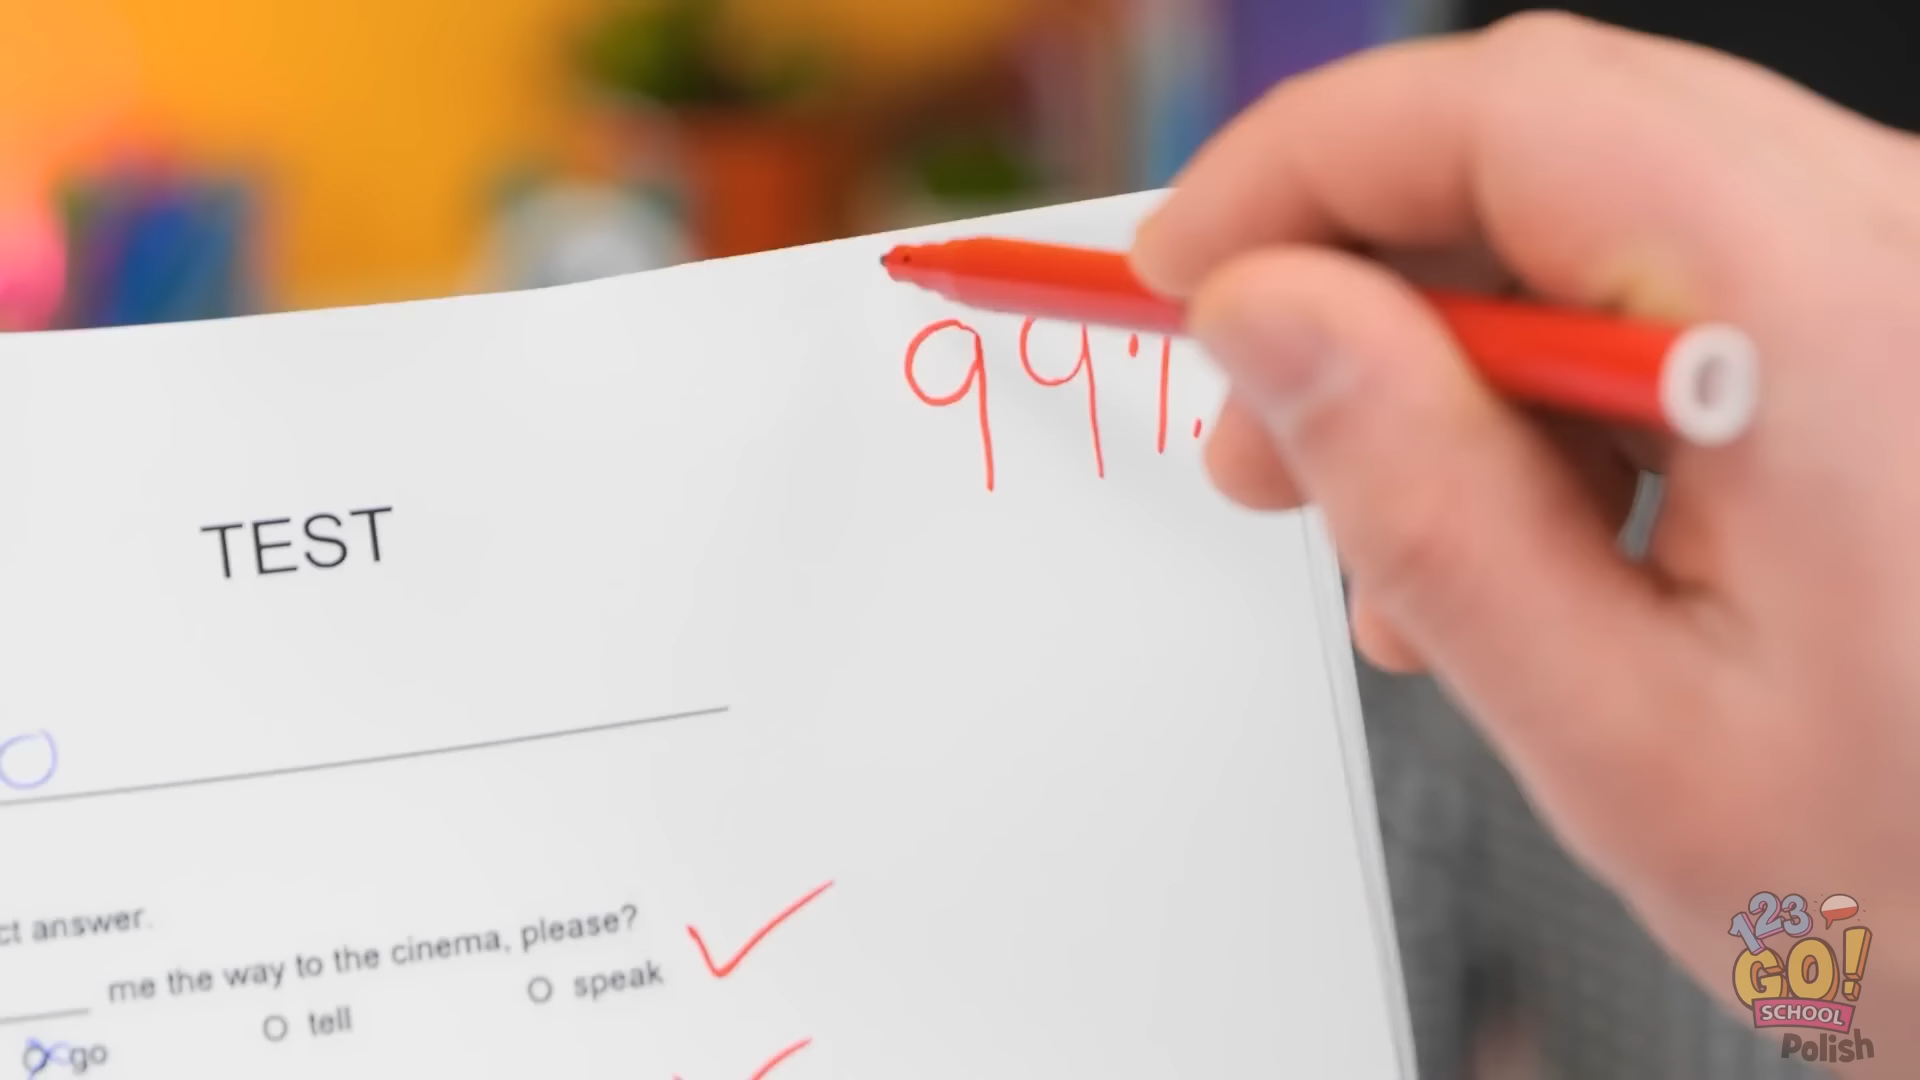 99%
TEST
ct answer.
me the way to the cinema, please?
go tell speak
123
GO!
SCHOOL
Polish